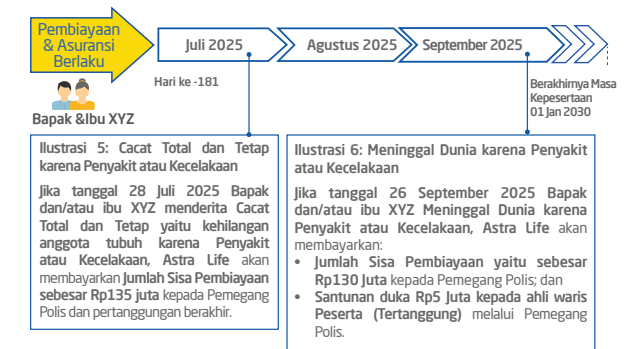 Pembiayaan
& Asuransi
Berlaku
Juli 2025
Agustus 2025
September 2025
Hari ke -181
Berakhirnya Masa
Kepesertaan
01 Jan 2030
Bapak &Ibu XYZ
Ilustrasi 5: Cacat Total dan Tetap
karena Penyakit atau Kecelakaan
Jika tanggal 28 Juli 2025 Bapak
dan/atau ibu XYZ menderita Cacat
Total dan Tetap yaitu kehilangan
anggota tubuh karena Penyakit
atau Kecelakaan, Astra Life akan
membayarkan Jumlah Sisa Pembiayaan
sebesar Rp135 juta kepada Pemegang
Polis dan pertanggungan berakhir.
Ilustrasi 6: Meninggal Dunia karena Penyakit
atau Kecelakaan
Jika tanggal 26 September 2025 Bapak
dan/atau ibu XYZ Meninggal Dunia karena
Penyakit atau Kecelakaan, Astra Life akan
membayarkan:
• Jumlah Sisa Pembiayaan yaitu sebesar
Rp130 Juta kepada Pemegang Polis; dan
• Santunan duka Rp5 Juta kepada ahli waris
Peserta (Tertanggung) melalui Pemegang
Polis.